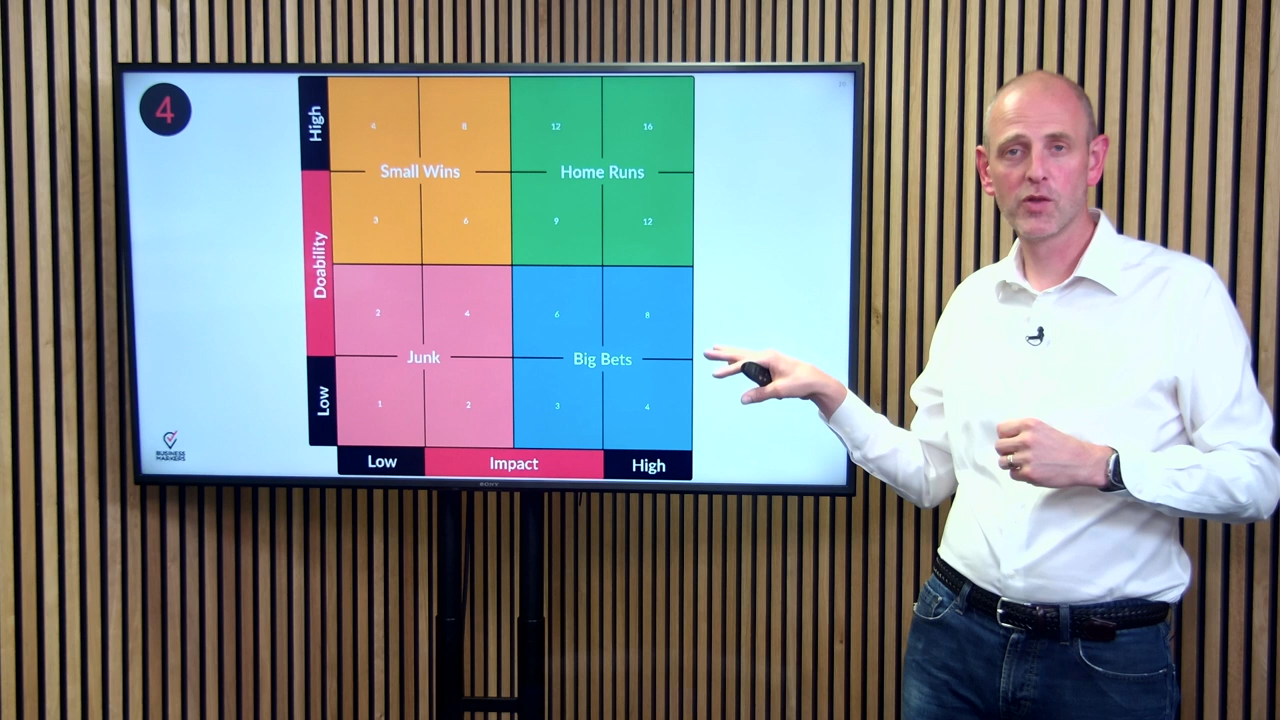 4
High
Doability
Low
4 8 12 16
Small Wins Home Runs
3 6 9 12
2 4 6 8
Junk Big Bets
1 2 3 4
Low Impact High
BUSINESS
MARKERS
SONY